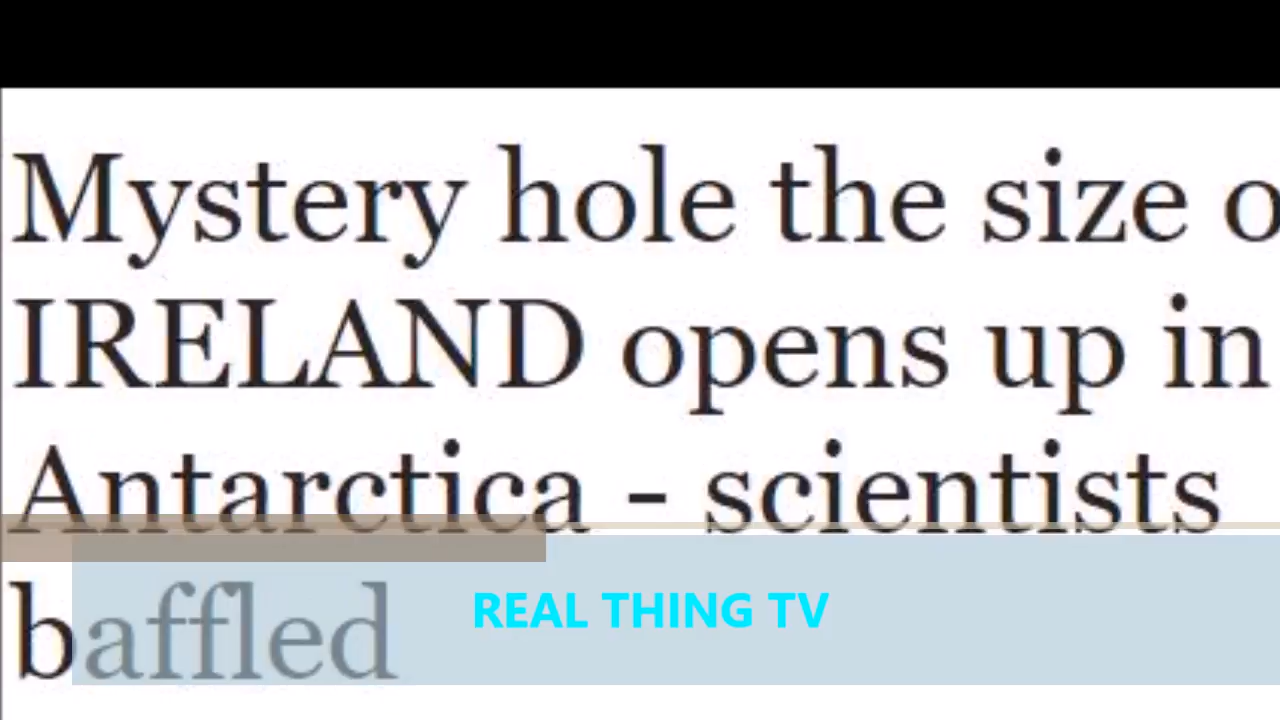 Mystery hole the size o
IRELAND opens up in
Antarctica - scientists
baffled
REAL THING TV